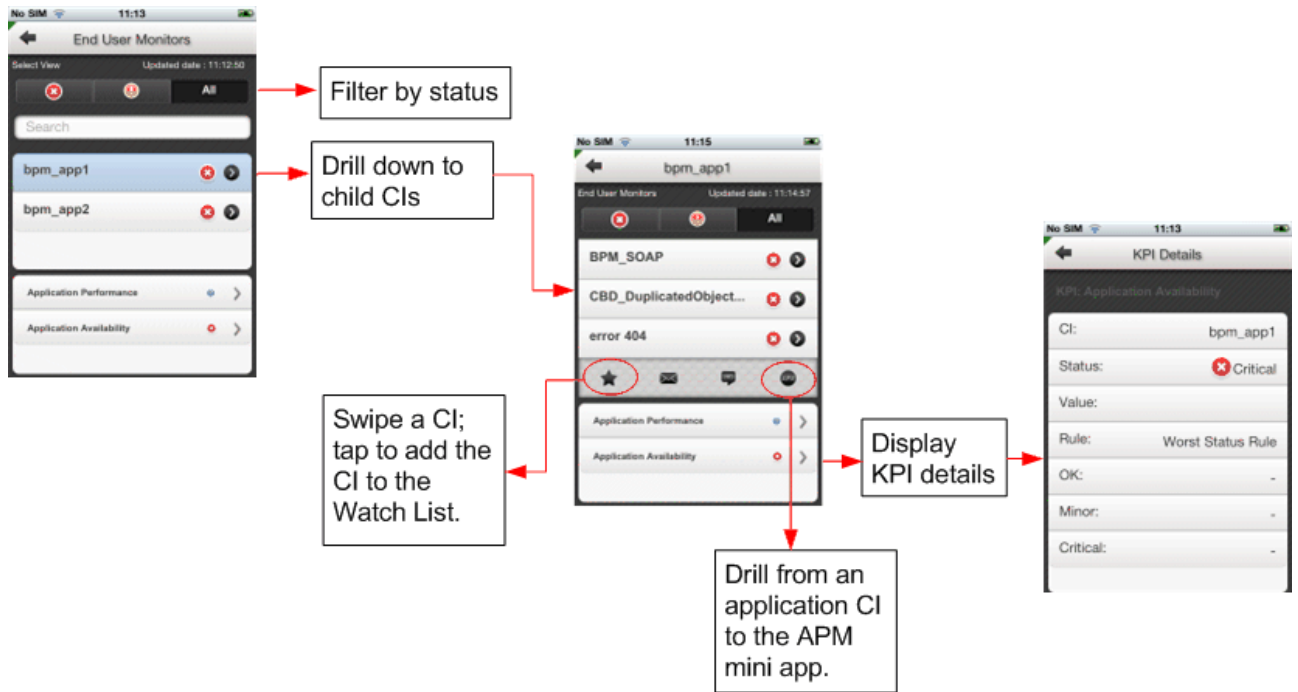 No SIM 11:13
End User Monitors
Select View Updated date : 11:12:50
All
Search
bpm_app1
bpm_app2
Application Performance
Application Availability
Filter by status
Drill down to
child CIs
No SIM 11:15
bpm_app1
End User Monitors Updated date : 11:14:57
All
BPM_SOAP
CBD_DuplicatedObject...
error 404
Application Performance
Application Availability
Swipe a CI;
tap to add the
CI to the
Watch List.
Display
KPI details
Drill from an
application CI
to the APM
mini app.
No SIM 11:13
KPI Details
KPI: Application Availability
CI: bpm_app1
Status: Critical
Value:
Rule: Worst Status Rule
OK: -
Minor: -
Critical: -